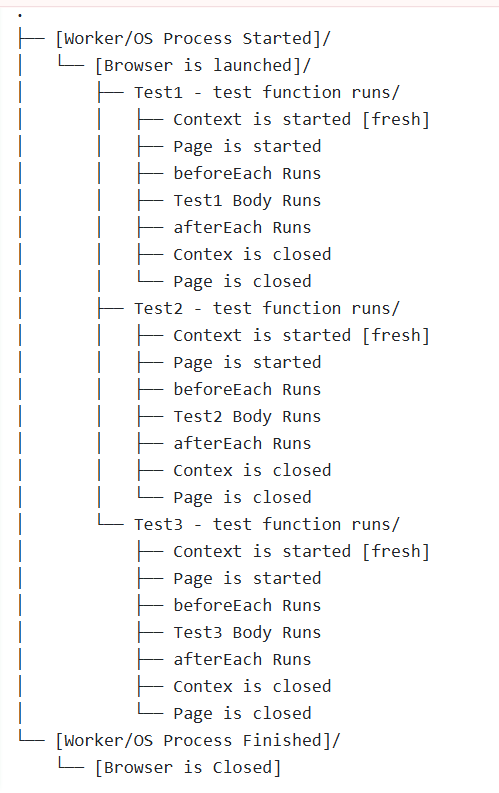 .
├── [Worker/OS Process Started]/
│   └── [Browser is launched]/
│       ├── Test1 - test function runs/
│       │   ├── Context is started [fresh]
│       │   ├── Page is started
│       │   ├── beforeEach Runs
│       │   ├── Test1 Body Runs
│       │   ├── afterEach Runs
│       │   ├── Contex is closed
│       │   └── Page is closed
│       ├── Test2 - test function runs/
│       │   ├── Context is started [fresh]
│       │   ├── Page is started
│       │   ├── beforeEach Runs
│       │   ├── Test2 Body Runs
│       │   ├── afterEach Runs
│       │   ├── Contex is closed
│       │   └── Page is closed
│       └── Test3 - test function runs/
│           ├── Context is started [fresh]
│           ├── Page is started
│           ├── beforeEach Runs
│           ├── Test3 Body Runs
│           ├── afterEach Runs
│           ├── Contex is closed
│           └── Page is closed
└── [Worker/OS Process Finished]/
    └── [Browser is Closed]